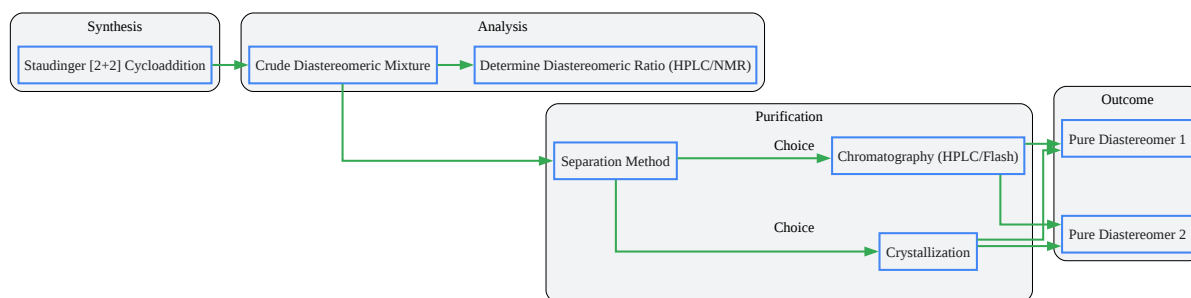 Synthesis
Staudinger [2+2] Cycloaddition
Analysis
Crude Diastereomeric Mixture
Determine Diastereomeric Ratio (HPLC/NMR)
Purification
Separation Method
Choice
Chromatography (HPLC/Flash)
Choice
Crystallization
Outcome
Pure Diastereomer 1
Pure Diastereomer 2